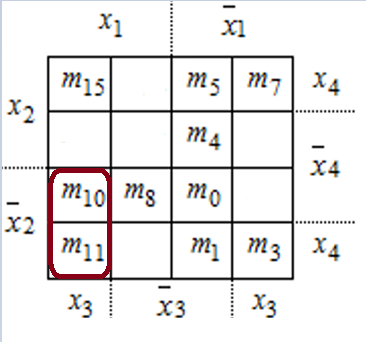 x₁ x̄₁
x₂ m₁₅ m₅ m₇ x₄
m₄ x̄₄
x̄₂ m₁₀ m₈ m₀
m₁₁ m₁ m₃ x₄
x₃ x̄₃ x₃